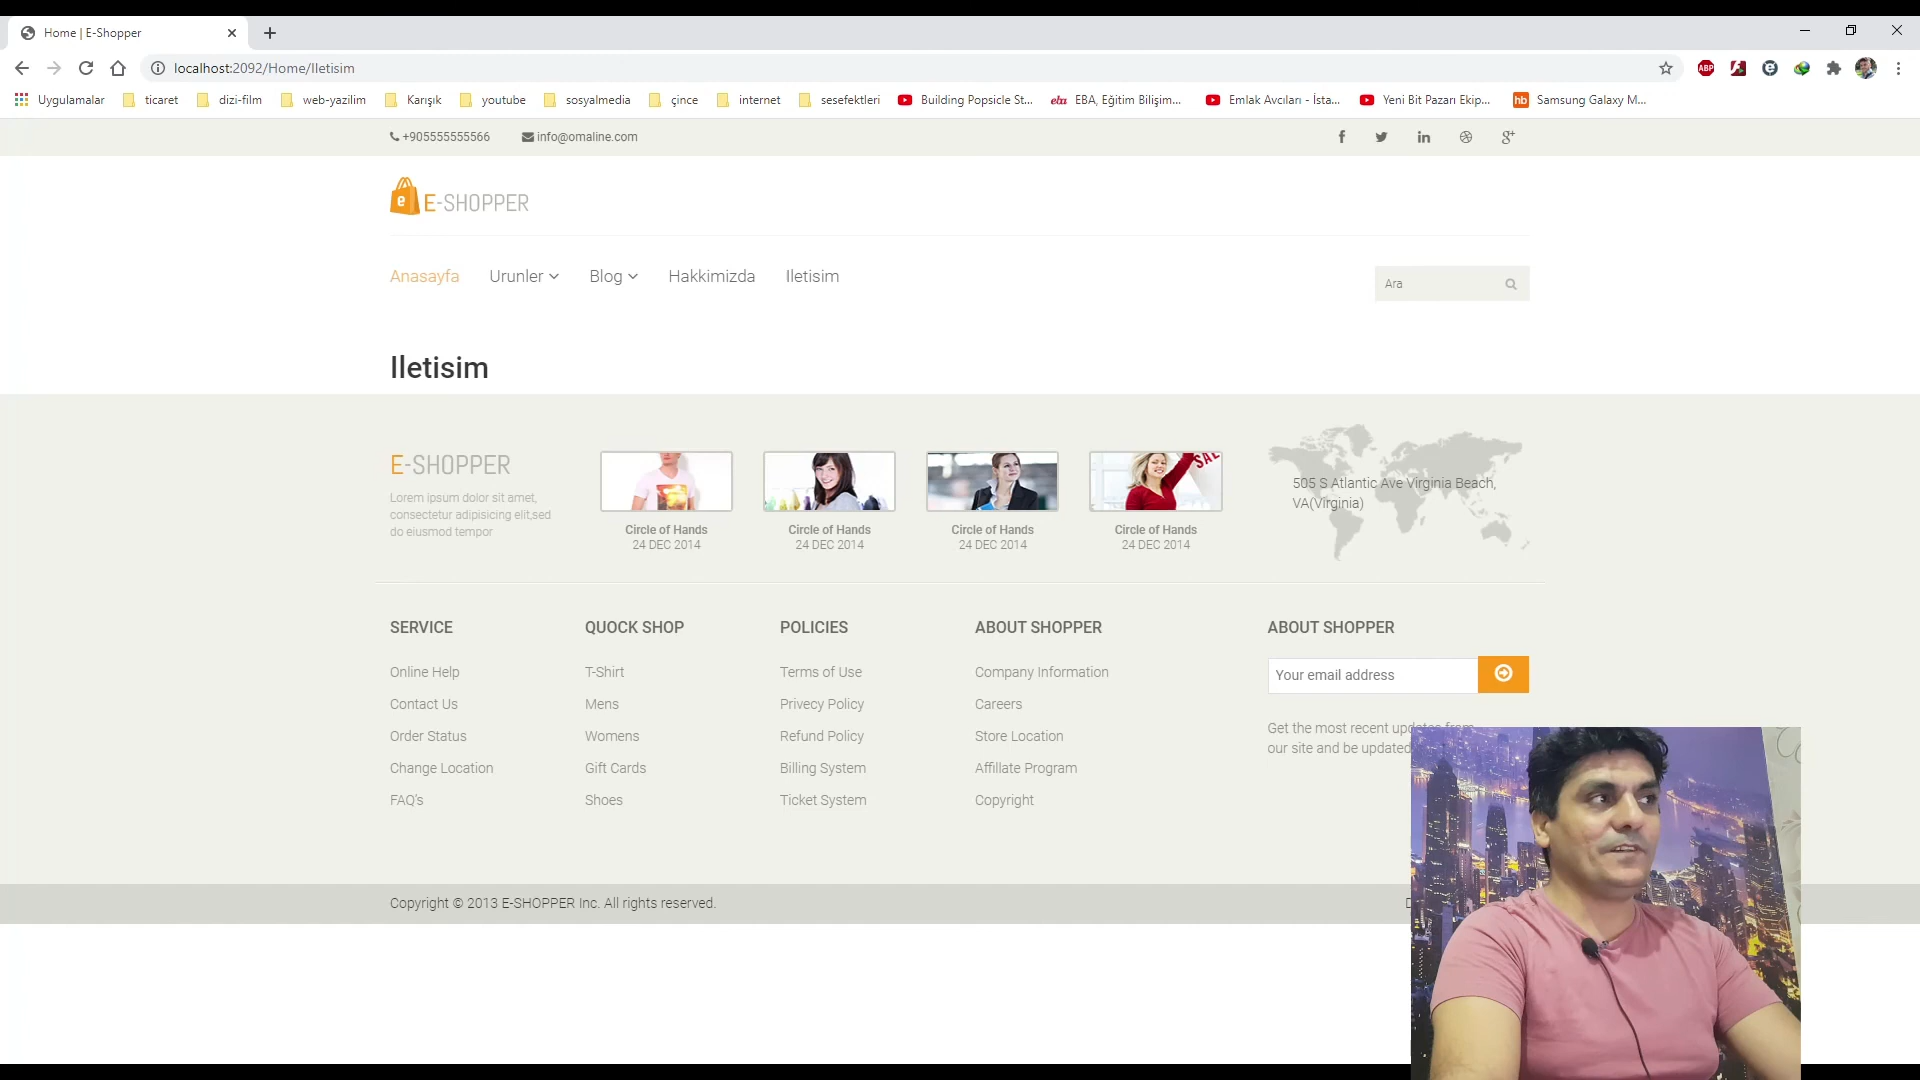 Home | E-Shopper
localhost:2092/Home/Iletisim
ABP
Uygulamalar ticaret dizi-film web-yazilim Karışık youtube sosyalmedia çince internet sesefektleri Building Popsicle St... eba EBA, Eğitim Bilişim... Emlak Avcıları - İsta... Yeni Bit Pazarı Ekip... hb Samsung Galaxy M...
+905555555566 info@omaline.com
E-SHOPPER
Anasayfa Urunler Blog Hakkimizda Iletisim
Ara
Iletisim
E-SHOPPER
Lorem ipsum dolor sit amet,
consectetur adipisicing elit,sed
do eiusmod tempor
SALE
Circle of Hands Circle of Hands Circle of Hands Circle of Hands
24 DEC 2014 24 DEC 2014 24 DEC 2014 24 DEC 2014
505 S Atlantic Ave Virginia Beach,
VA(Virginia)
SERVICE
Online Help
Contact Us
Order Status
Change Location
FAQ's
QUOCK SHOP
T-Shirt
Mens
Womens
Gift Cards
Shoes
POLICIES
Terms of Use
Privecy Policy
Refund Policy
Billing System
Ticket System
ABOUT SHOPPER
Company Information
Careers
Store Location
Affillate Program
Copyright
ABOUT SHOPPER
Your email address
Get the most recent updates from
our site and be updated
Copyright © 2013 E-SHOPPER Inc. All rights reserved.